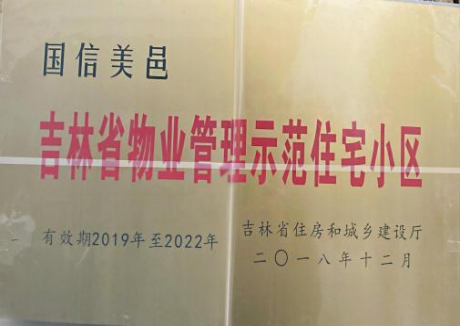 国信美邑
吉林省物业管理示范住宅小区
有效期2019年至2022年
吉林省住房和城乡建设厅
二〇一八年十二月